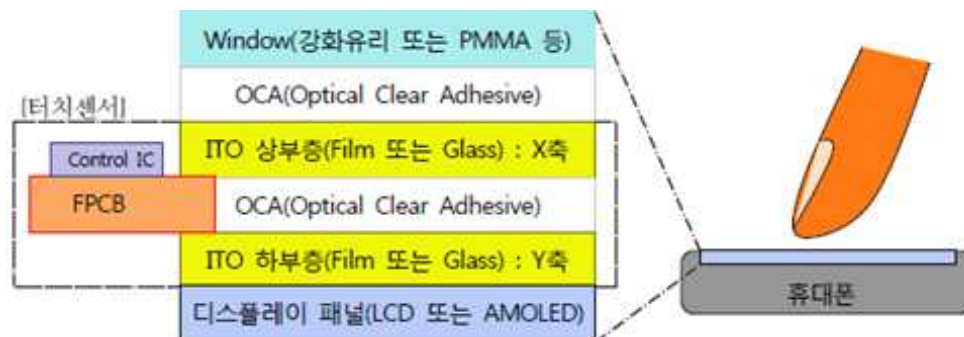 Window(강화유리 또는 PMMA 등)
OCA(Optical Clear Adhesive)
[터치센서]
ITO 상부층(Film 또는 Glass) : X축
Control IC
FPCB
OCA(Optical Clear Adhesive)
ITO 하부층(Film 또는 Glass) : Y축
디스플레이 패널(LCD 또는 AMOLED)
휴대폰